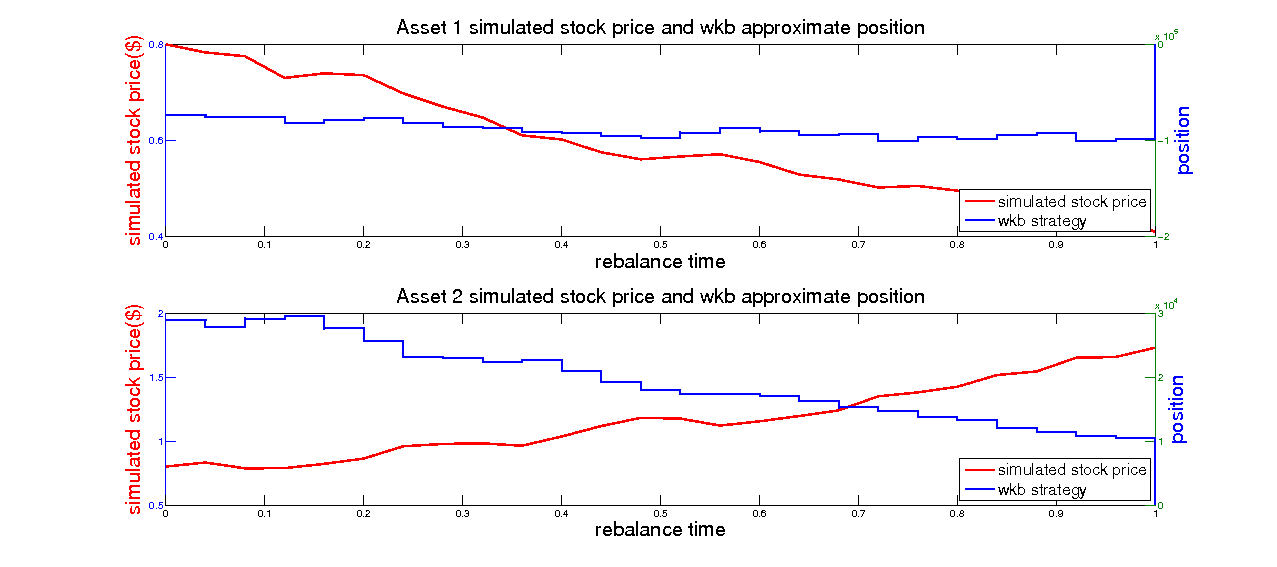 Asset 1 simulated stock price and wkb approximate position
x 10^5
0.8
0.6
0.4
0
-1
-2
simulated stock price($)
position
simulated stock price
wkb strategy
0 0.1 0.2 0.3 0.4 0.5 0.6 0.7 0.8 0.9 1
rebalance time
Asset 2 simulated stock price and wkb approximate position
x 10^4
2
1.5
1
0.5
3
2
1
0
simulated stock price($)
position
simulated stock price
wkb strategy
0 0.1 0.2 0.3 0.4 0.5 0.6 0.7 0.8 0.9 1
rebalance time